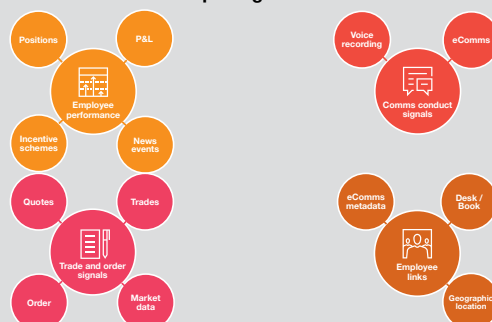 Positions
P&L
Employee
performance
Incentive
schemes
News
events
Voice
recording
eComms
Comms conduct
signals
Quotes
Trades
Trade and order
signals
Order
Market
data
eComms
metadata
Desk /
Book
Employee
links
Geographic
location